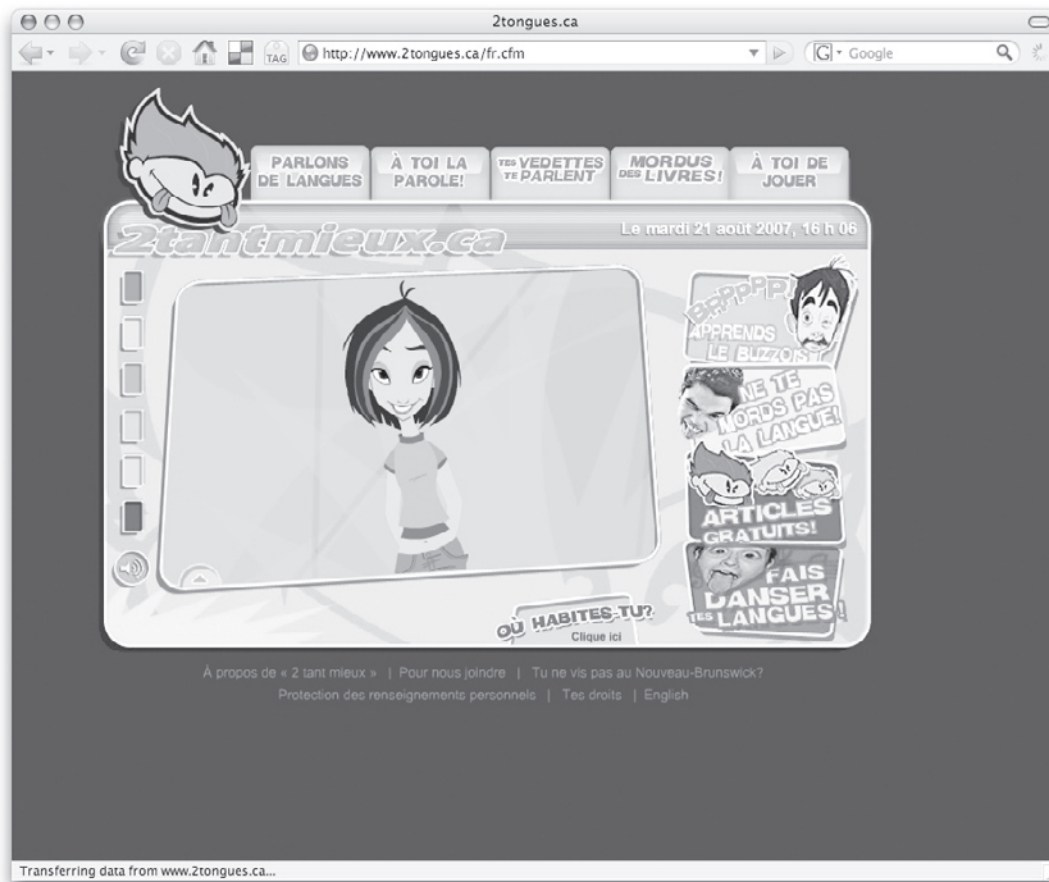 2tongues.ca
TAG
http://www.2tongues.ca/fr.cfm
G
Google
PARLONS
DE LANGUES
À TOI LA
PAROLE!
TES VEDETTES
TE PARLENT
MORDUS
DES LIVRES!
À TOI DE
JOUER
2tantmieux.ca
Le mardi 21 août 2007, 16 h 06
BRPPPPP!
APPRENDS
LE BUZZOIS!
NE TE
MORDS PAS
LA LANGUE!
ARTICLES
GRATUITS!
FAIS
DANSER
TES LANGUES!
OÙ HABITES-TU?
Clique ici
À propos de « 2 tant mieux » | Pour nous joindre | Tu ne vis pas au Nouveau-Brunswick?
Protection des renseignements personnels | Tes droits | English
Transferring data from www.2tongues.ca...